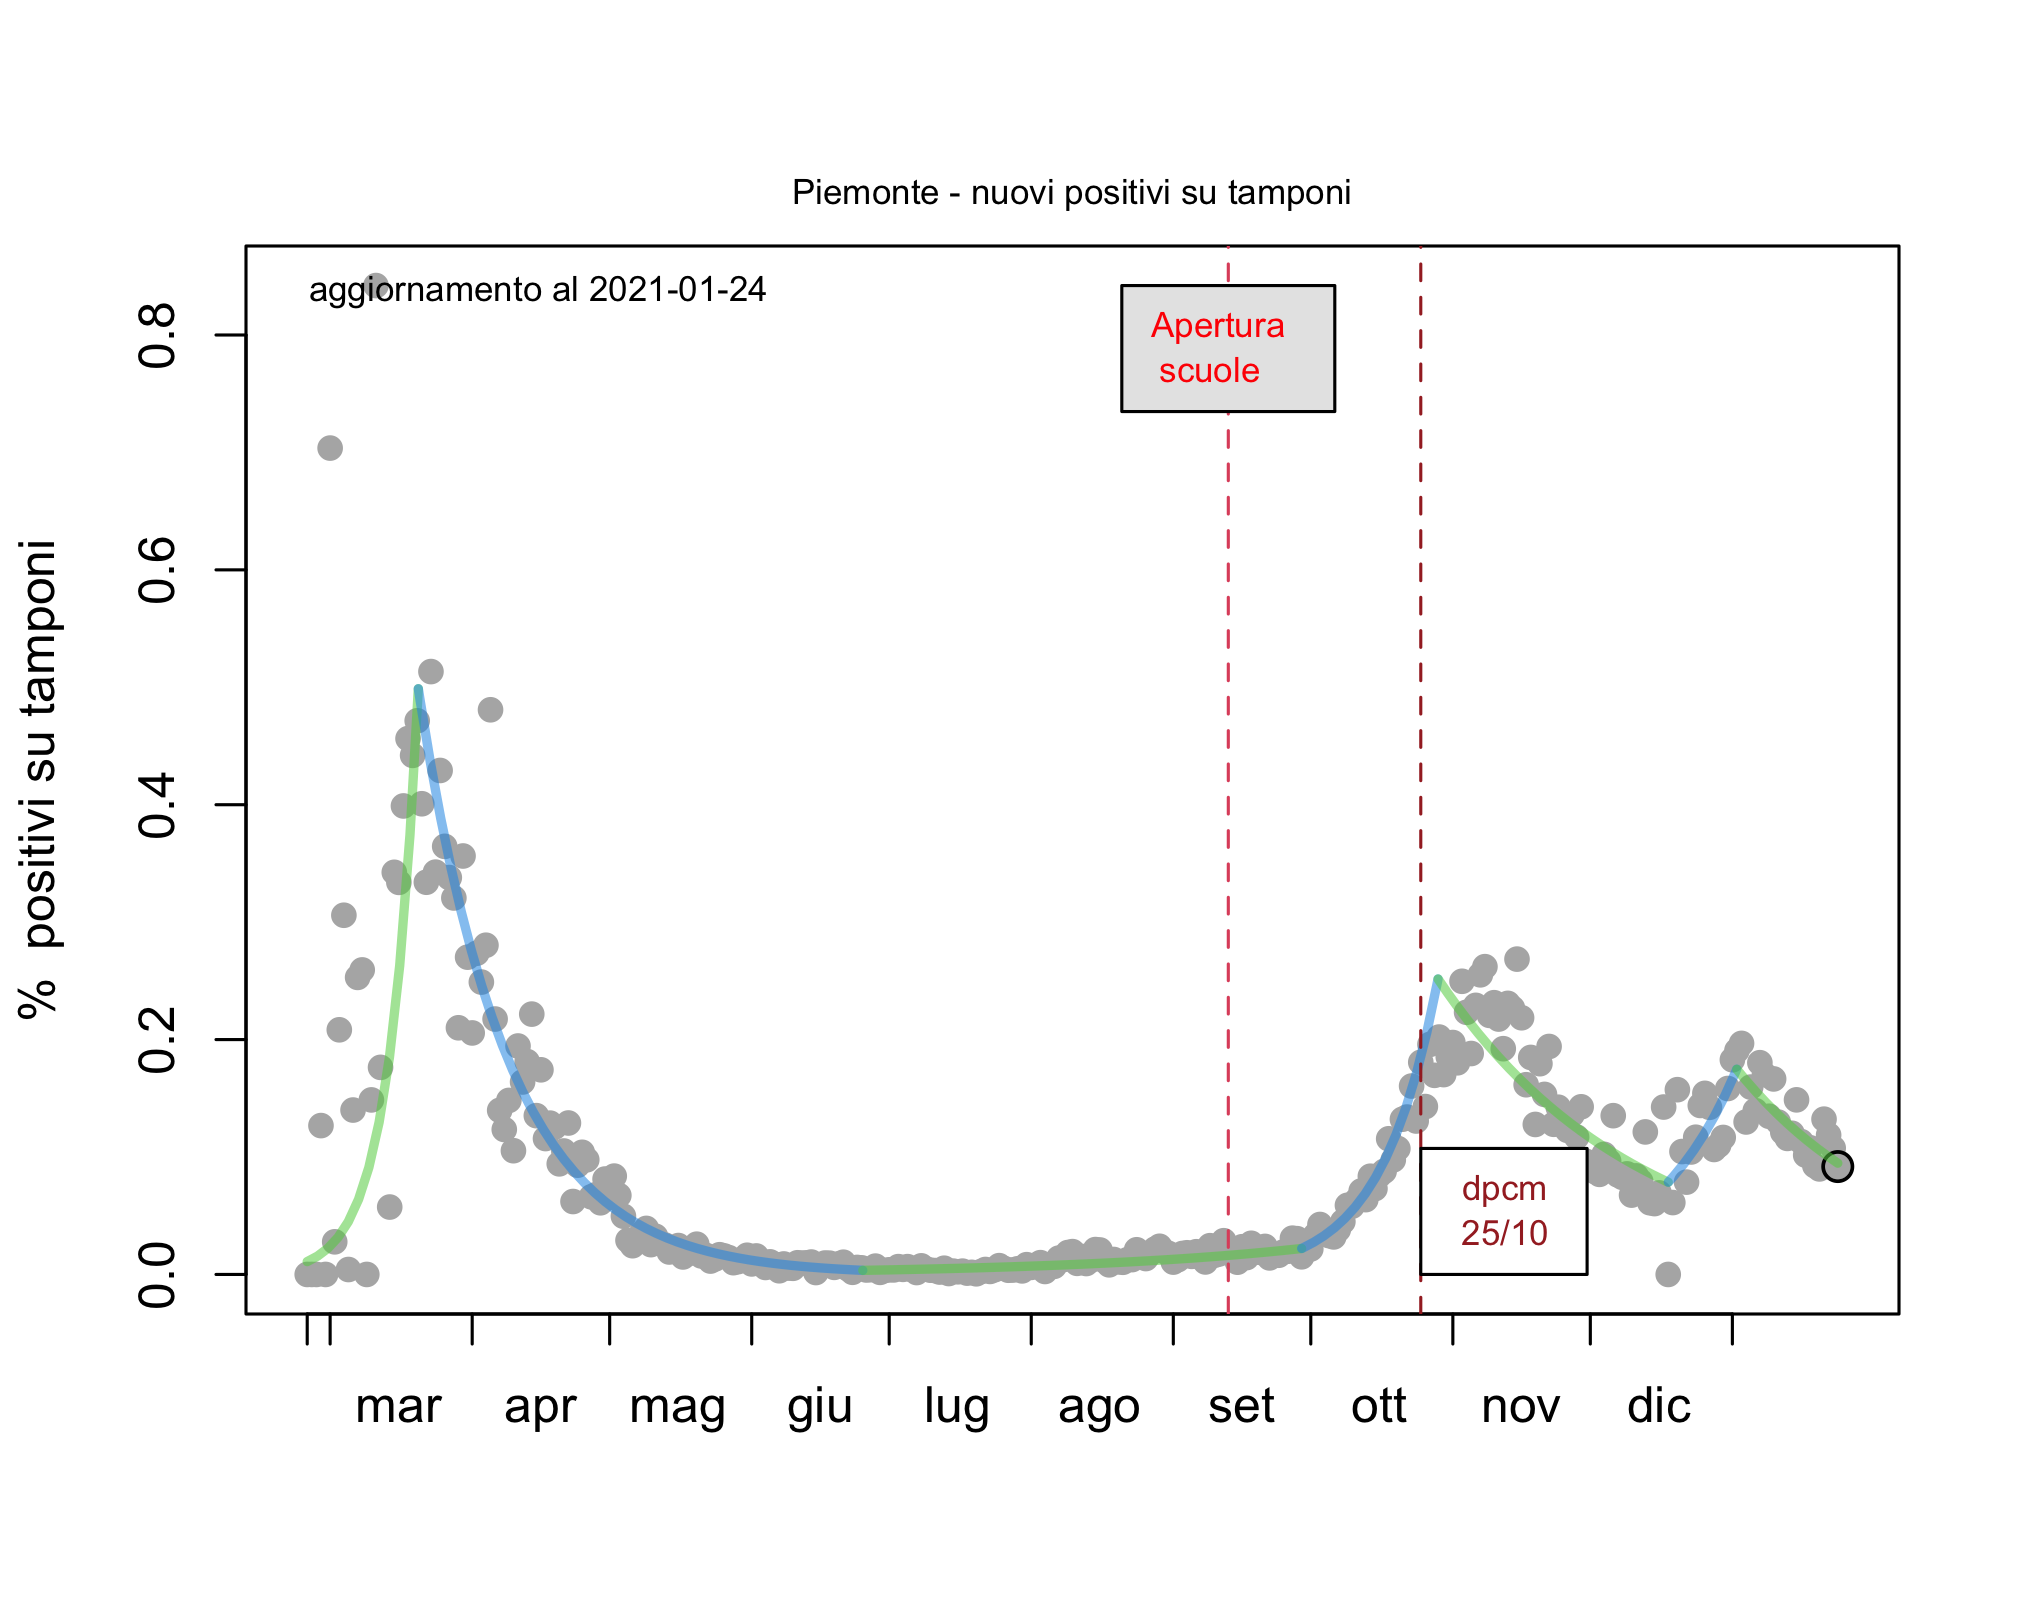 Piemonte - nuovi positivi su tamponi
aggiornamento al 2021-01-24
Apertura
scuole
% positivi su tamponi
0.8
0.6
0.4
0.2
0.0
dpcm
25/10
mar apr mag giu lug ago set ott nov dic